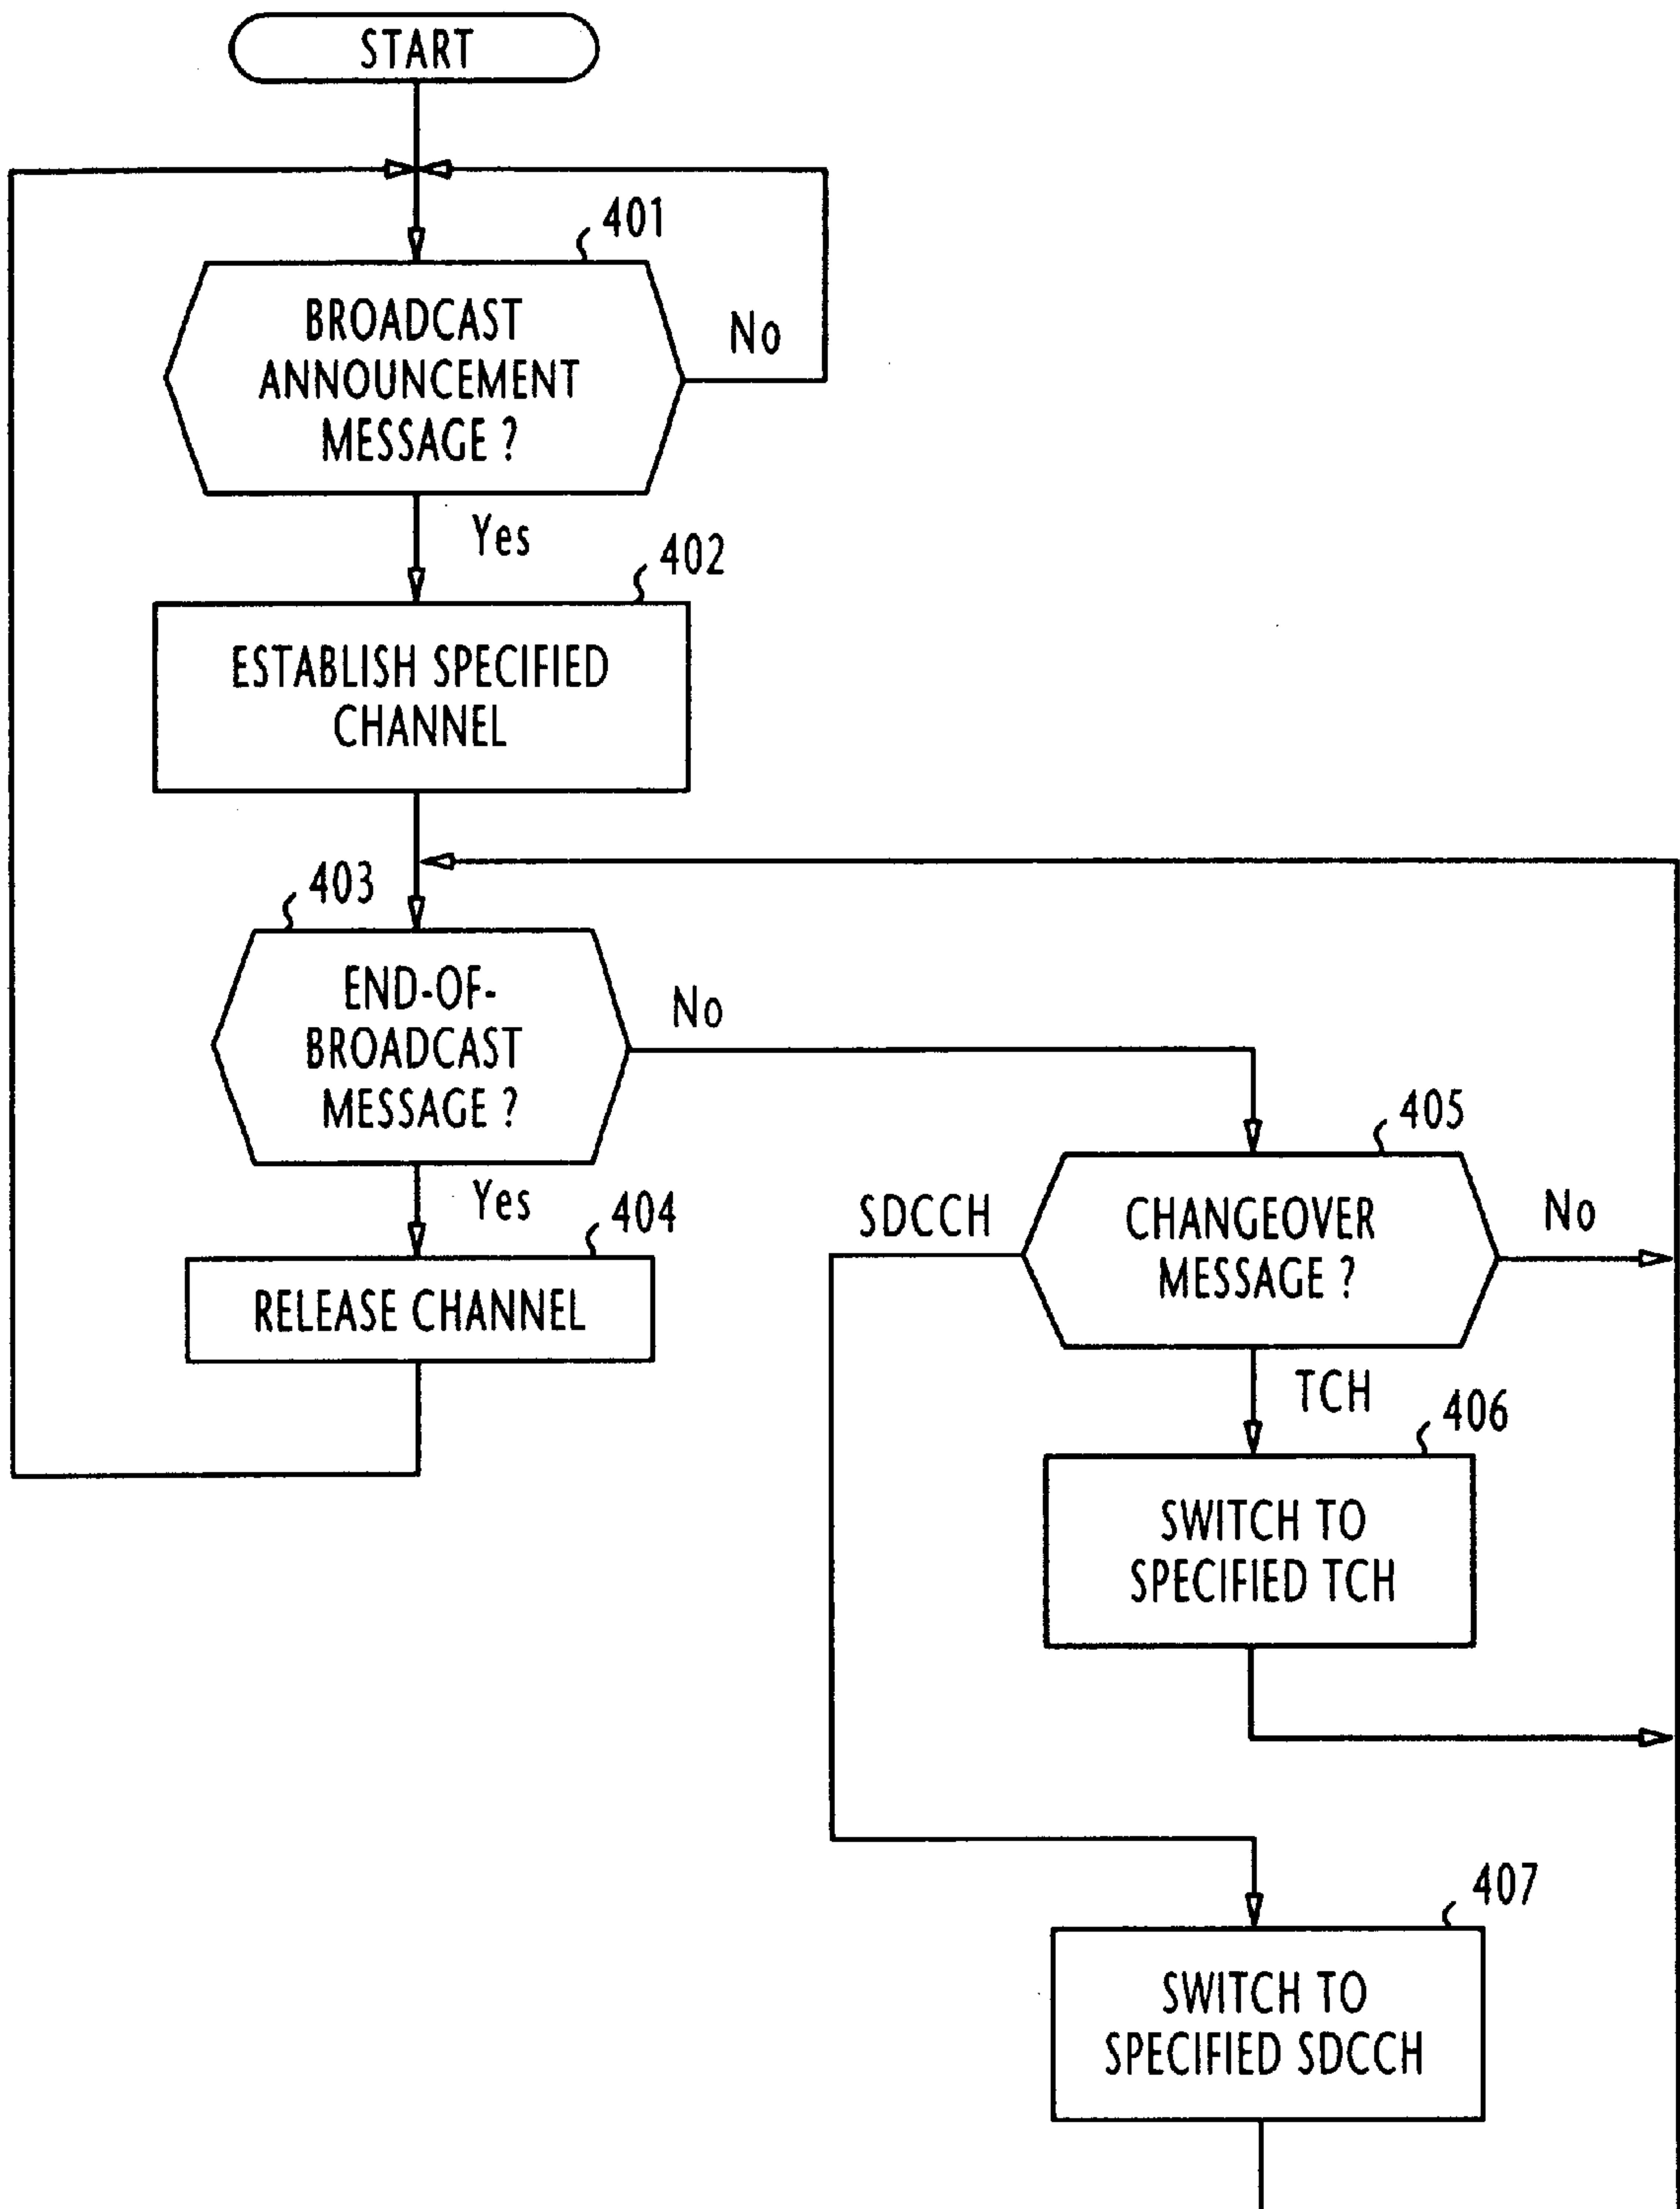 START
401
BROADCAST
ANNOUNCEMENT
MESSAGE ?
No
Yes
402
ESTABLISH SPECIFIED
CHANNEL
403
END-OF-
BROADCAST
MESSAGE ?
No
Yes
404
RELEASE CHANNEL
405
CHANGEOVER
MESSAGE ?
SDCCH
No
TCH
406
SWITCH TO
SPECIFIED TCH
407
SWITCH TO
SPECIFIED SDCCH